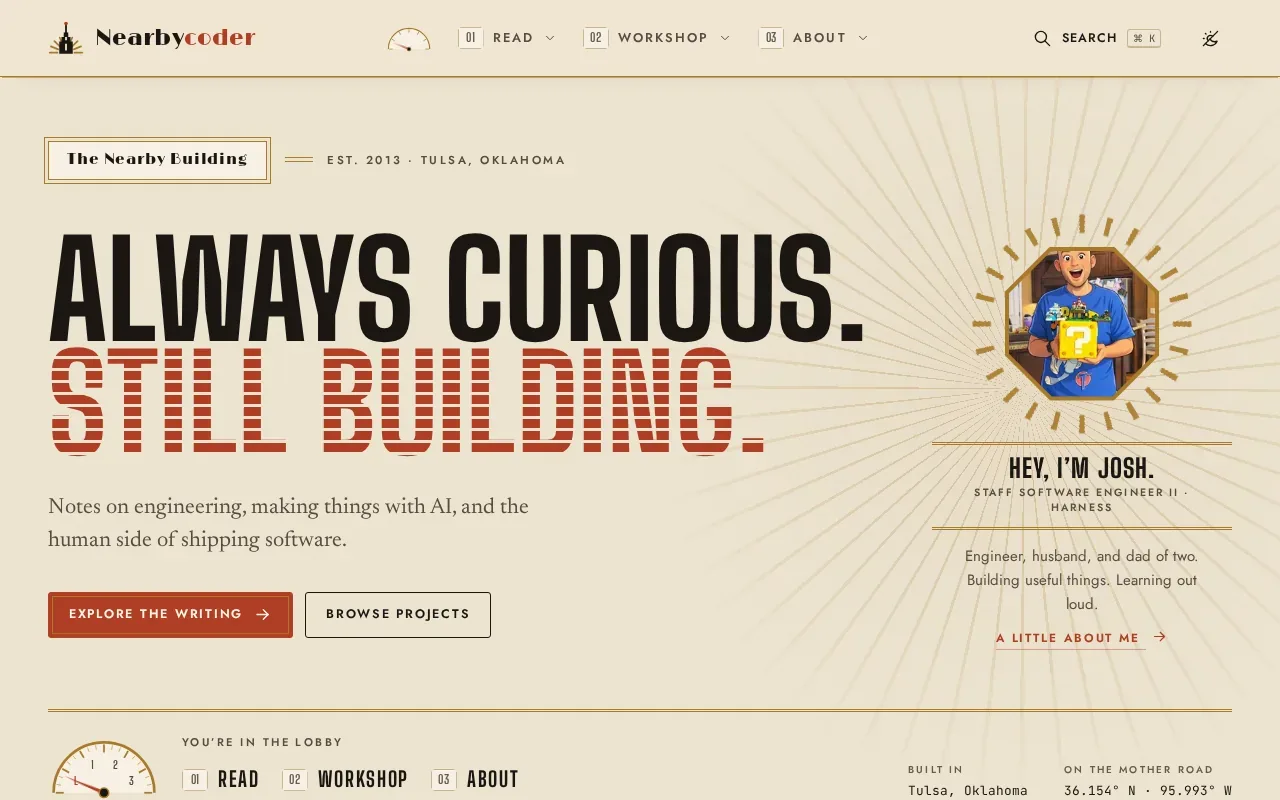 Nearbycoder
01 READ
02 WORKSHOP
03 ABOUT
SEARCH ⌘ K
The Nearby Building
EST. 2013 · TULSA, OKLAHOMA
ALWAYS CURIOUS.
STILL BUILDING.
Notes on engineering, making things with AI, and the
human side of shipping software.
EXPLORE THE WRITING →
BROWSE PROJECTS
?
HEY, I’M JOSH.
STAFF SOFTWARE ENGINEER II ·
HARNESS
Engineer, husband, and dad of two.
Building useful things. Learning out
loud.
A LITTLE ABOUT ME →
L 1 2 3
YOU’RE IN THE LOBBY
01 READ
02 WORKSHOP
03 ABOUT
BUILT IN
Tulsa, Oklahoma
ON THE MOTHER ROAD
36.154° N · 95.993° W